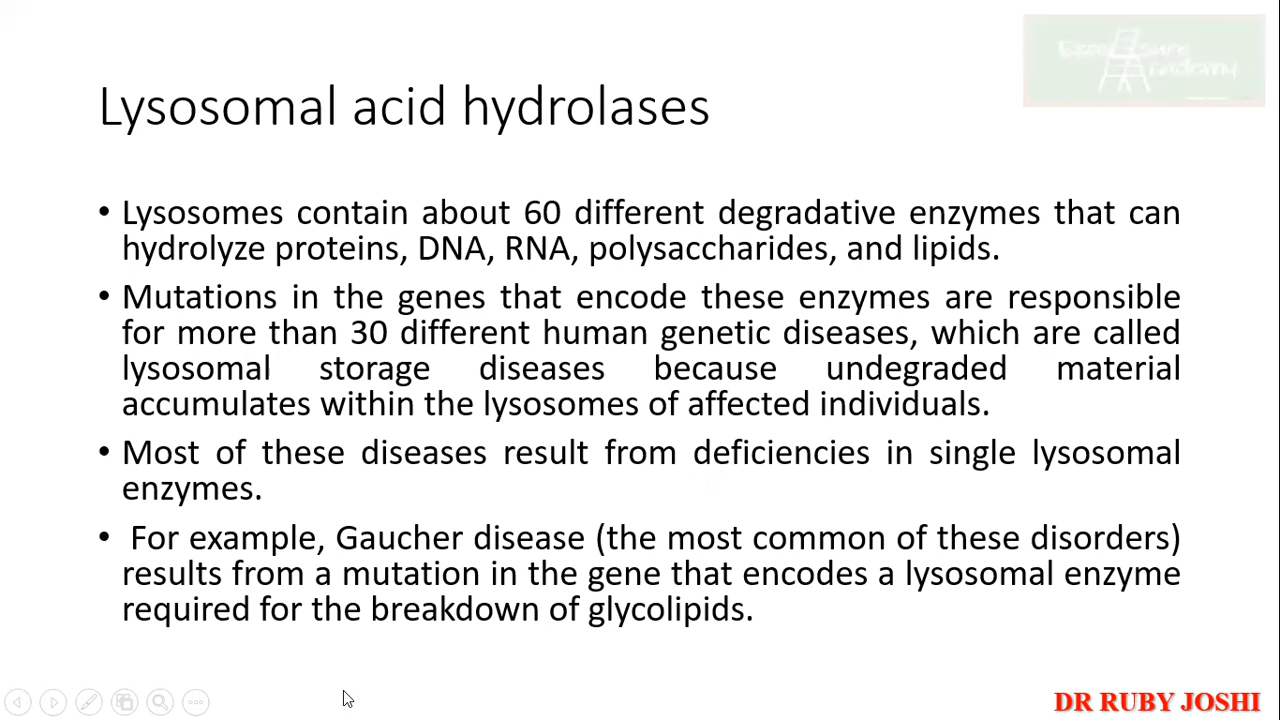 Lysosomal acid hydrolases
• Lysosomes contain about 60 different degradative enzymes that can
hydrolyze proteins, DNA, RNA, polysaccharides, and lipids.
• Mutations in the genes that encode these enzymes are responsible
for more than 30 different human genetic diseases, which are called
lysosomal storage diseases because undegraded material
accumulates within the lysosomes of affected individuals.
• Most of these diseases result from deficiencies in single lysosomal
enzymes.
• For example, Gaucher disease (the most common of these disorders)
results from a mutation in the gene that encodes a lysosomal enzyme
required for the breakdown of glycolipids.
DR RUBY JOSHI